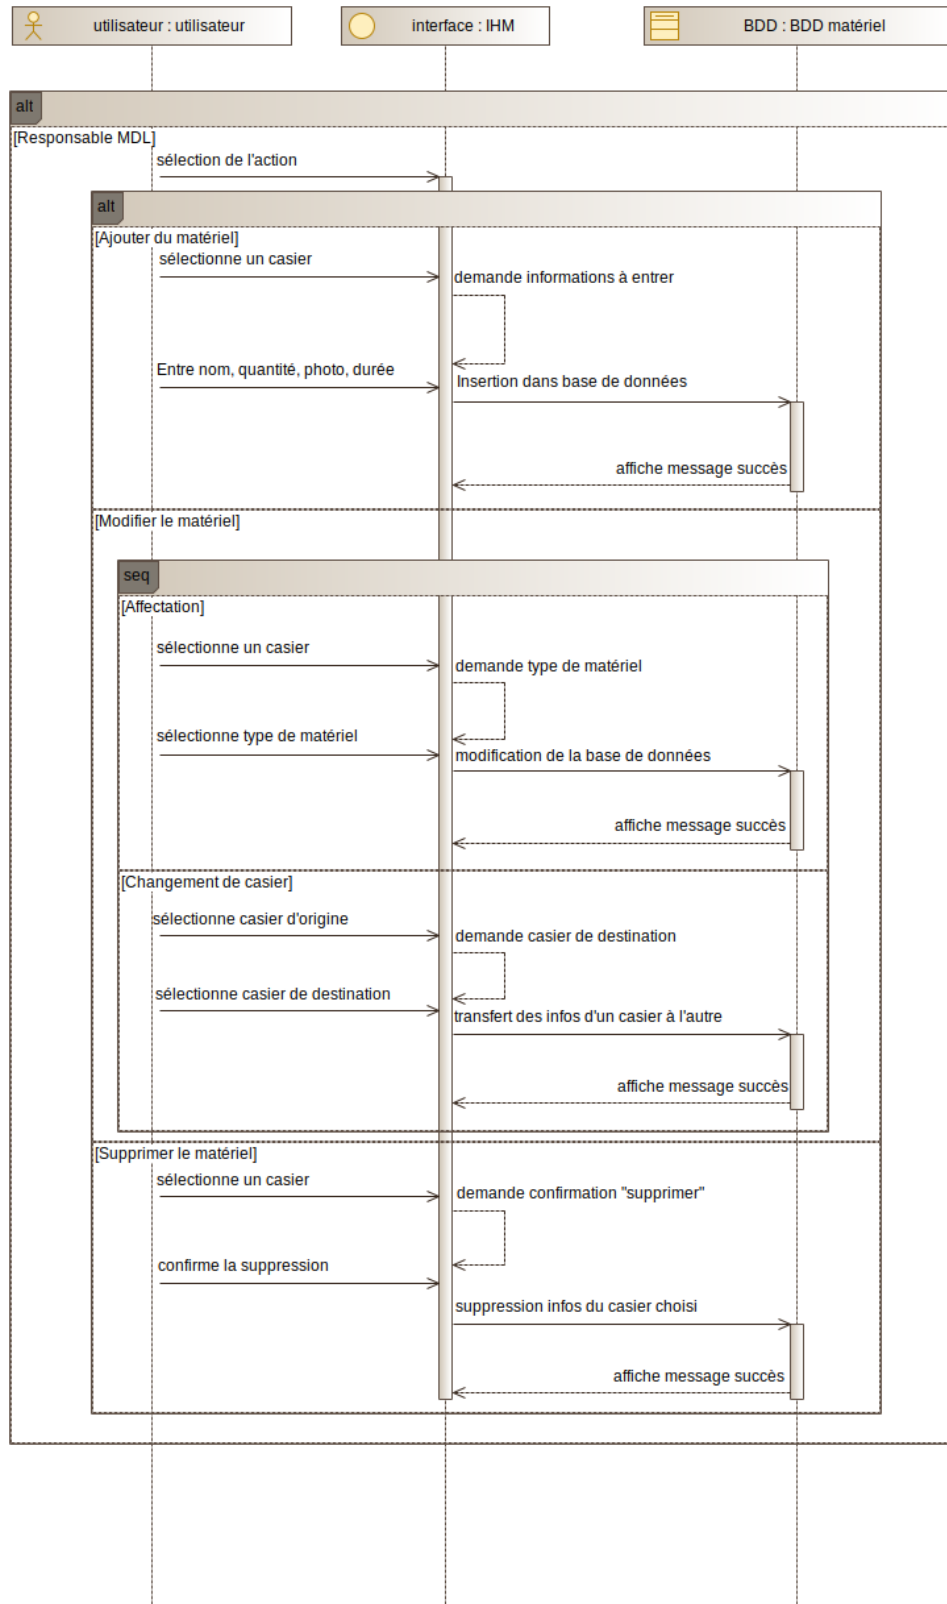 utilisateur : utilisateur
interface : IHM
BDD : BDD matériel
alt
[Responsable MDL]
sélection de l'action
alt
[Ajouter du matériel]
sélectionne un casier
demande informations à entrer
Entre nom, quantité, photo, durée
Insertion dans base de données
affiche message succès
[Modifier le matériel]
seq
[Affectation]
sélectionne un casier
demande type de matériel
sélectionne type de matériel
modification de la base de données
affiche message succès
[Changement de casier]
sélectionne casier d'origine
demande casier de destination
sélectionne casier de destination
transfert des infos d'un casier à l'autre
affiche message succès
[Supprimer le matériel]
sélectionne un casier
demande confirmation "supprimer"
confirme la suppression
suppression infos du casier choisi
affiche message succès